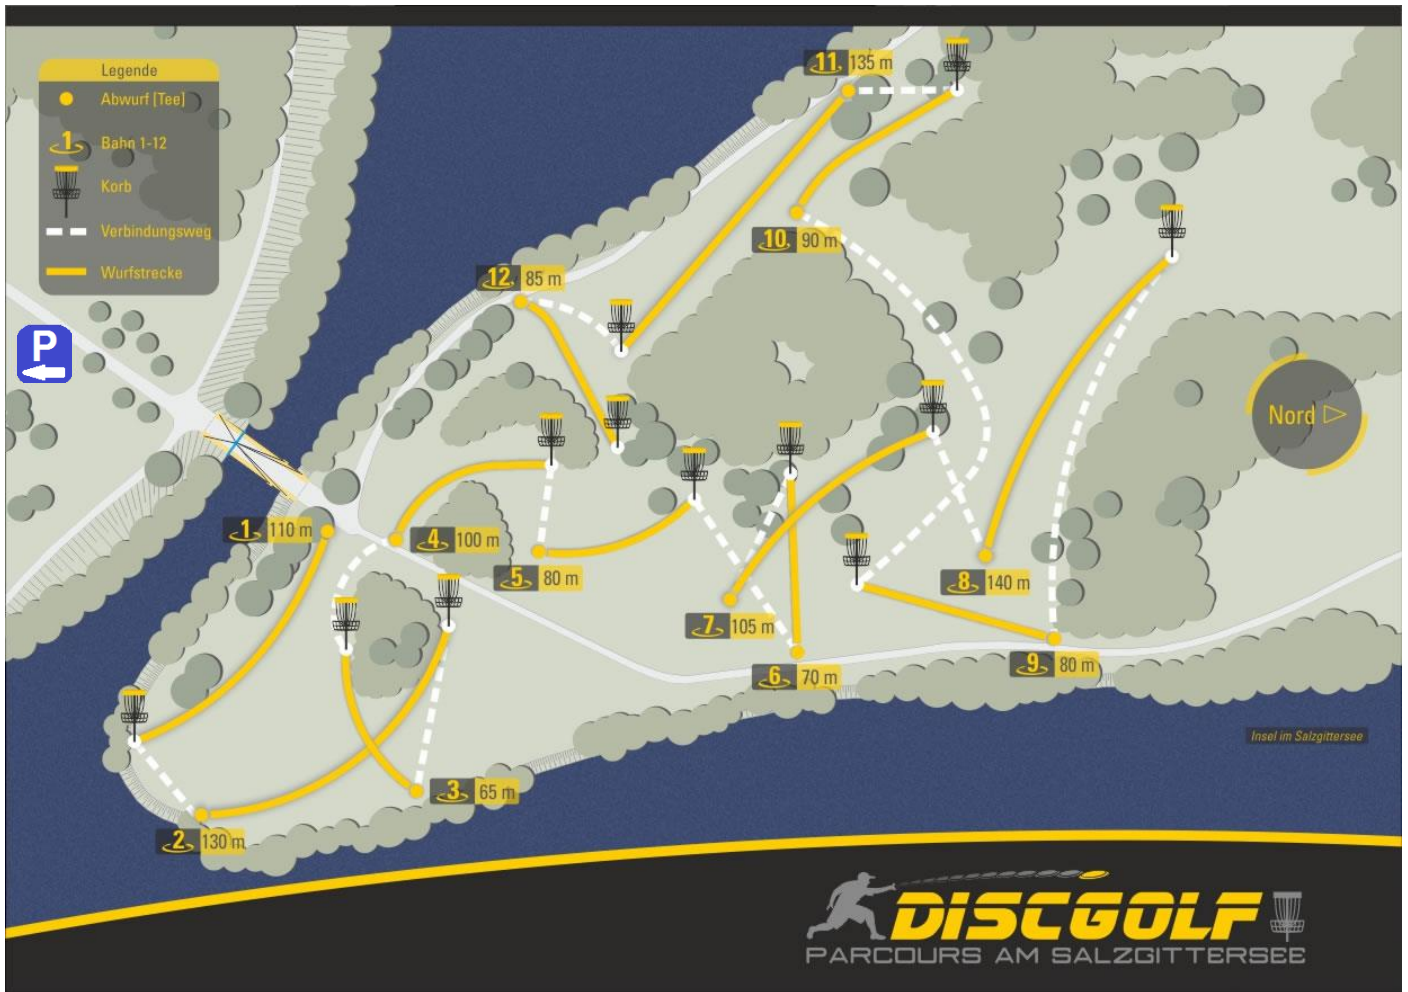 Legende
Abwurf [Tee]
1 Bahn 1-12
Korb
Verbindungsweg
Wurfstrecke
P
11 135 m
10 90 m
12 85 m
Nord
1 110 m
4 100 m
5 80 m
8 140 m
7 105 m
9 80 m
6 70 m
Insel im Salzgittersee
3 65 m
2 130 m
DISCGOLF
PARCOURS AM SALZGITTERSEE